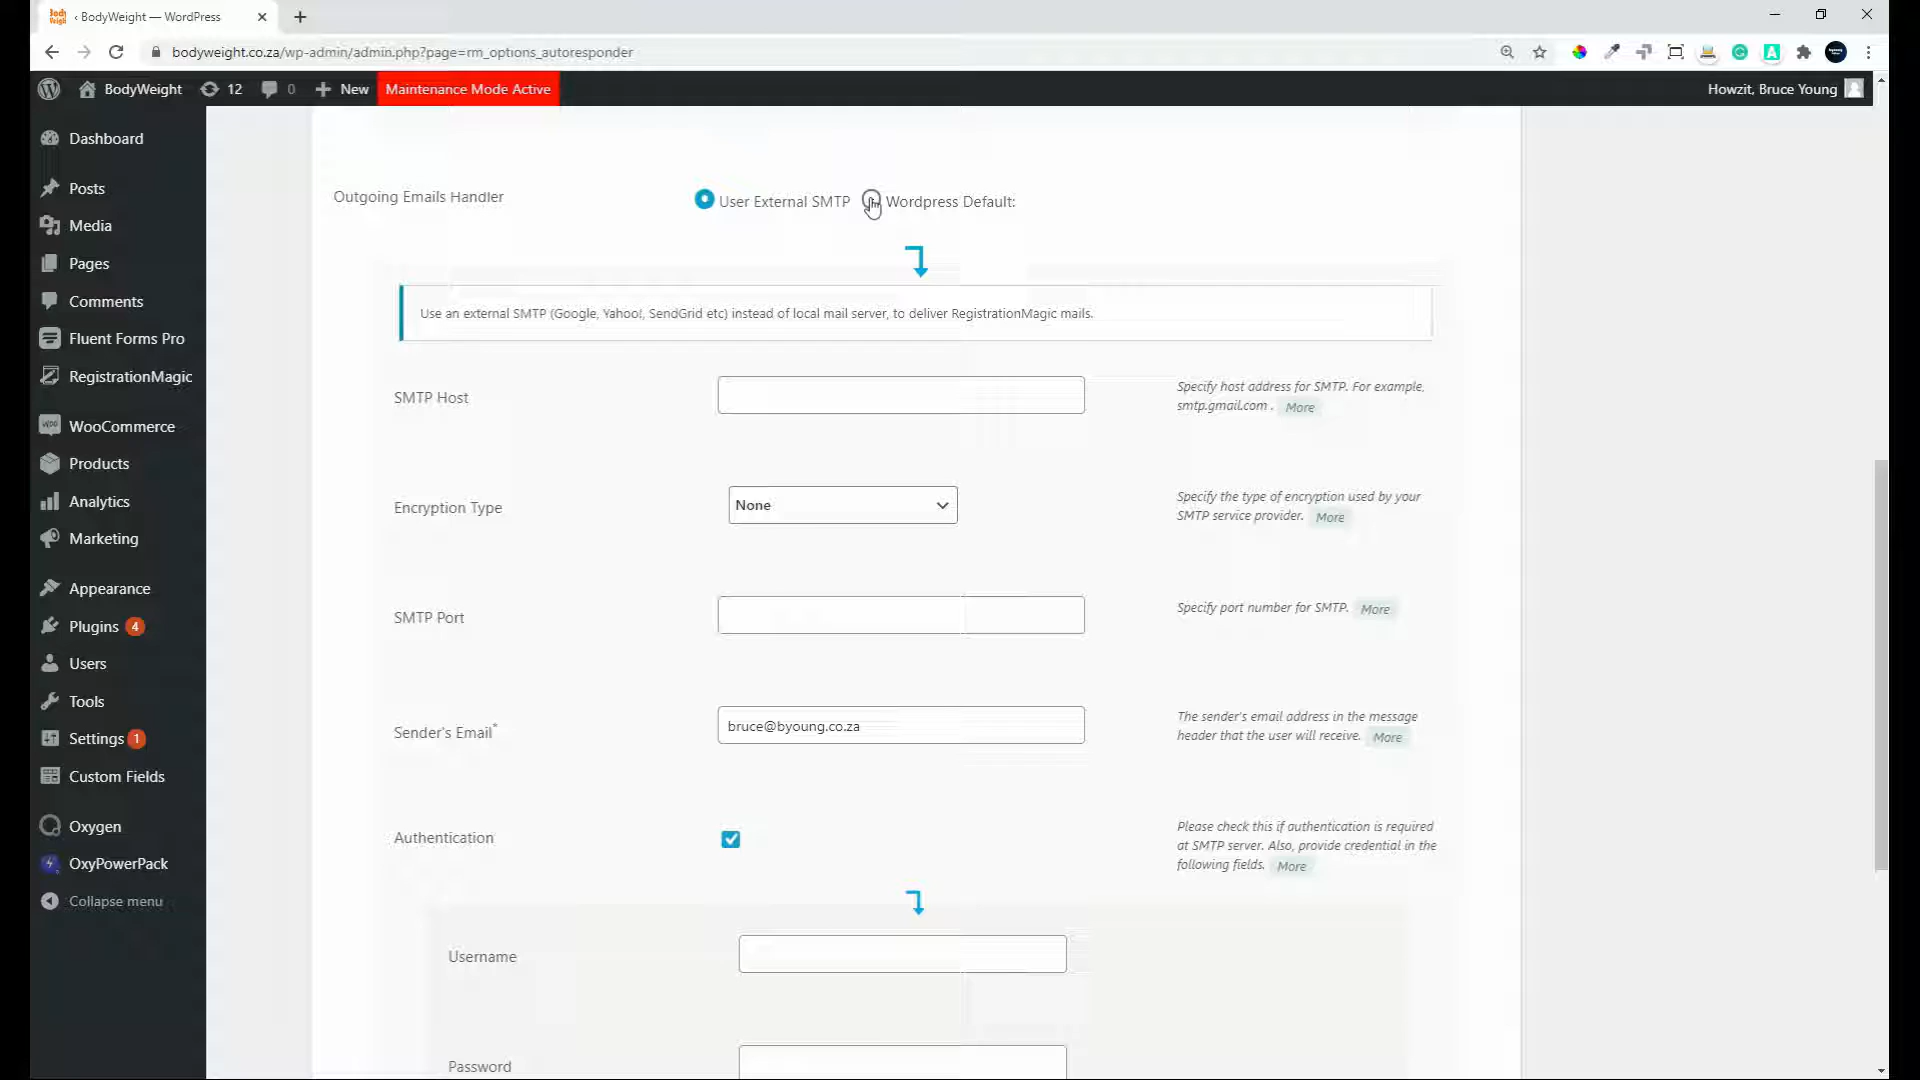 ‹ BodyWeight — WordPress
bodyweight.co.za/wp-admin/admin.php?page=rm_options_autoresponder
BodyWeight 12 0 New Maintenance Mode Active Howzit, Bruce Young
Dashboard
Posts
Media
Pages
Comments
Fluent Forms Pro
RegistrationMagic
WooCommerce
Products
Analytics
Marketing
Appearance
Plugins 4
Users
Tools
Settings 1
Custom Fields
Oxygen
OxyPowerPack
Collapse menu
Outgoing Emails Handler User External SMTP Wordpress Default:
Use an external SMTP (Google, Yahoo!, SendGrid etc) instead of local mail server, to deliver RegistrationMagic mails.
SMTP Host
Specify host address for SMTP. For example,
smtp.gmail.com . More
Encryption Type None
Specify the type of encryption used by your
SMTP service provider. More
SMTP Port
Specify port number for SMTP. More
Sender's Email* bruce@byoung.co.za
The sender's email address in the message
header that the user will receive. More
Authentication
Please check this if authentication is required
at SMTP server. Also, provide credential in the
following fields. More
Username
Password